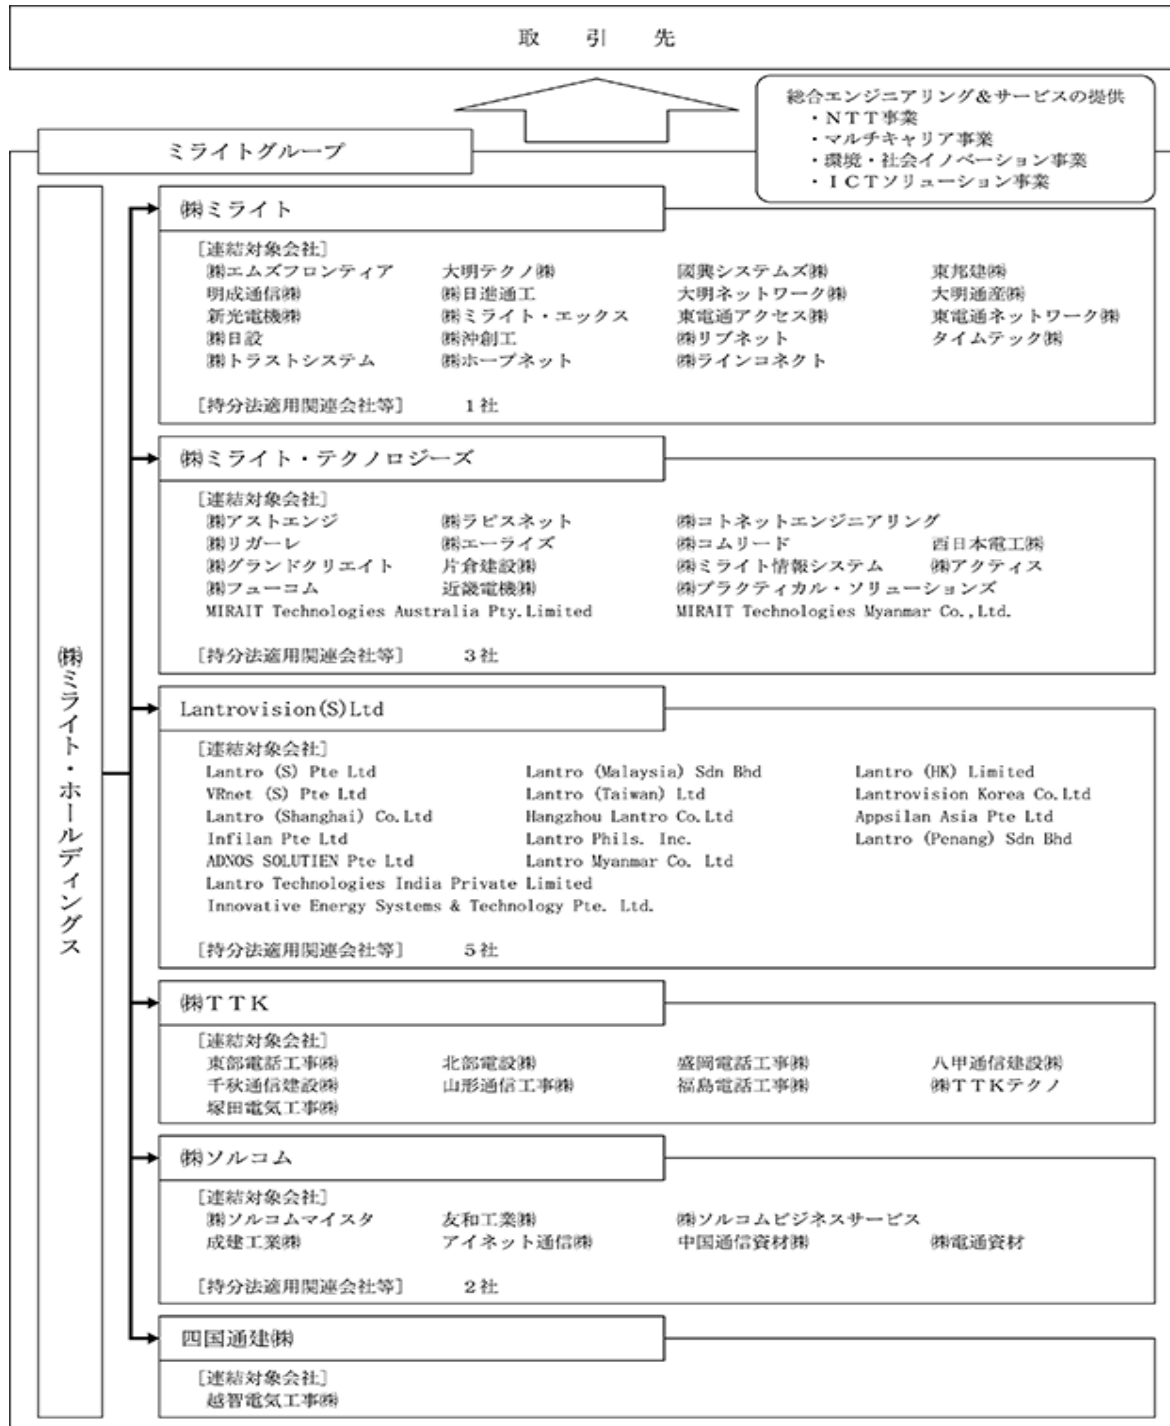 取引先
総合エンジニアリング&サービスの提供
・NTT事業
・マルチキャリア事業
・環境・社会イノベーション事業
・ICTソリューション事業
ミライトグループ
㈱ミライト・ホールディングス
㈱ミライト
[連結対象会社]
㈱エムズフロンティア 大明テクノ㈱ 國興システムズ㈱ 東邦建㈱
明成通信㈱ ㈱日進通工 大明ネットワーク㈱ 大明通産㈱
新光電機㈱ ㈱ミライト・エックス 東電通アクセス㈱ 東電通ネットワーク㈱
㈱日設 ㈱沖創工 ㈱リブネット タイムテック㈱
㈱トラストシステム ㈱ホープネット ㈱ラインコネクト
[持分法適用関連会社等] 1社
㈱ミライト・テクノロジーズ
[連結対象会社]
㈱アストエンジ ㈱ラピスネット ㈱コトネットエンジニアリング
㈱リガーレ ㈱エーライズ ㈱コムリード 西日本電工㈱
㈱グランドクリエイト 片倉建設㈱ ㈱ミライト情報システム ㈱アクティス
㈱フューコム 近畿電機㈱ ㈱プラクティカル・ソリューションズ
MIRAIT Technologies Australia Pty.Limited MIRAIT Technologies Myanmar Co.,Ltd.
[持分法適用関連会社等] 3社
Lantrovision(S)Ltd
[連結対象会社]
Lantro (S) Pte Ltd Lantro (Malaysia) Sdn Bhd Lantro (HK) Limited
VRnet (S) Pte Ltd Lantro (Taiwan) Ltd Lantrovision Korea Co.Ltd
Lantro (Shanghai) Co.Ltd Hangzhou Lantro Co.Ltd Appsilan Asia Pte Ltd
Infilan Pte Ltd Lantro Phils. Inc. Lantro (Penang) Sdn Bhd
ADNOS SOLUTIEN Pte Ltd Lantro Myanmar Co. Ltd
Lantro Technologies India Private Limited
Innovative Energy Systems & Technology Pte. Ltd.
[持分法適用関連会社等] 5社
㈱TTK
[連結対象会社]
東部電話工事㈱ 北部電設㈱ 盛岡電話工事㈱ 八甲通信建設㈱
千秋通信建設㈱ 山形通信工事㈱ 福島電話工事㈱ ㈱TTKテクノ
塚田電気工事㈱
㈱ソルコム
[連結対象会社]
㈱ソルコムマイスタ 友和工業㈱ ㈱ソルコムビジネスサービス
成建工業㈱ アイネット通信㈱ 中国通信資材㈱ ㈱電通資材
[持分法適用関連会社等] 2社
四国通建㈱
[連結対象会社]
越智電気工事㈱